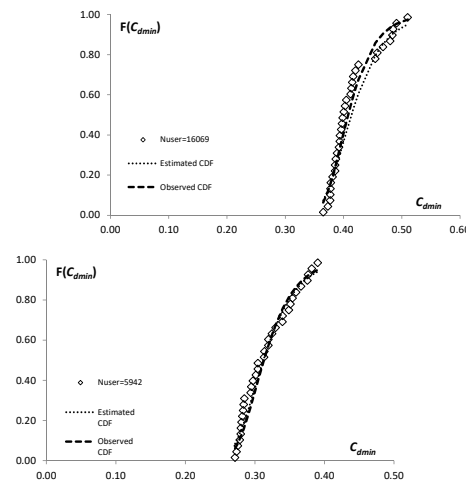 F(Cdmin)
1.00
0.80
0.60
0.40
0.20
0.00
Nuser=16069
Estimated CDF
Observed CDF
Cdmin
0.00 0.10 0.20 0.30 0.40 0.50 0.60
F(Cdmin)
1.00
0.80
0.60
0.40
0.20
0.00
Nuser=5942
Estimated
CDF
Observed
CDF
Cdmin
0.00 0.10 0.20 0.30 0.40 0.50